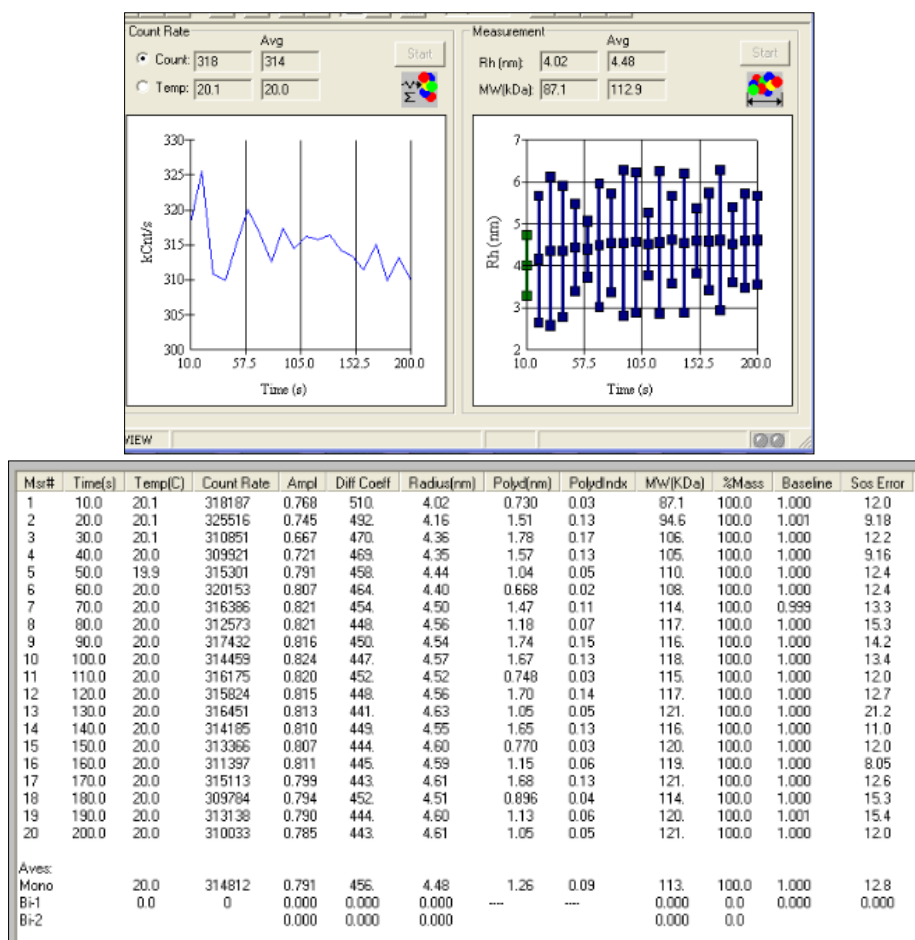 Count Rate
Avg
Count: 318 314 Start
Temp: 20.1 20.0
330
325
320
315
310
305
300
kCnt/s
10.0 57.5 105.0 152.5 200.0
Time (s)
Measurement
Avg
Rh (nm): 4.02 4.48 Start
MW(kDa): 87.1 112.9
7
6
5
4
3
2
Rh (nm)
10.0 57.5 105.0 152.5 200.0
Time (s)
VIEW
Msr# Time(s) Temp(C) Count Rate Ampl Diff Coeff Radius(nm) Polyd(nm) PolydIndx MW(KDa) %Mass Baseline Sos Error
1 10.0 20.1 318187 0.768 510. 4.02 0.730 0.03 87.1 100.0 1.000 12.0
2 20.0 20.1 325516 0.745 492. 4.16 1.51 0.13 94.6 100.0 1.001 9.18
3 30.0 20.1 310851 0.667 470. 4.36 1.78 0.17 106. 100.0 1.000 12.2
4 40.0 20.0 309921 0.721 469. 4.35 1.57 0.13 105. 100.0 1.000 9.16
5 50.0 19.9 315301 0.791 458. 4.44 1.04 0.05 110. 100.0 1.000 12.4
6 60.0 20.0 320153 0.807 464. 4.40 0.668 0.02 108. 100.0 1.000 12.4
7 70.0 20.0 316386 0.821 454. 4.50 1.47 0.11 114. 100.0 0.999 13.3
8 80.0 20.0 312573 0.821 448. 4.56 1.18 0.07 117. 100.0 1.000 15.3
9 90.0 20.0 317432 0.816 450. 4.54 1.74 0.15 116. 100.0 1.000 14.2
10 100.0 20.0 314459 0.824 447. 4.57 1.67 0.13 118. 100.0 1.000 13.4
11 110.0 20.0 316175 0.820 452. 4.52 0.748 0.03 115. 100.0 1.000 12.0
12 120.0 20.0 315824 0.815 448. 4.56 1.70 0.14 117. 100.0 1.000 12.7
13 130.0 20.0 316451 0.813 441. 4.63 1.05 0.05 121. 100.0 1.000 21.2
14 140.0 20.0 314185 0.810 449. 4.55 1.65 0.13 116. 100.0 1.000 11.0
15 150.0 20.0 313366 0.807 444. 4.60 0.770 0.03 120. 100.0 1.000 12.0
16 160.0 20.0 311397 0.811 445. 4.59 1.15 0.06 119. 100.0 1.000 8.05
17 170.0 20.0 315113 0.799 443. 4.61 1.68 0.13 121. 100.0 1.000 12.6
18 180.0 20.0 309784 0.794 452. 4.51 0.896 0.04 114. 100.0 1.000 15.3
19 190.0 20.0 313138 0.790 444. 4.60 1.13 0.06 120. 100.0 1.001 15.4
20 200.0 20.0 310033 0.785 443. 4.61 1.05 0.05 121. 100.0 1.000 12.0
Aves:
Mono 20.0 314812 0.791 456. 4.48 1.26 0.09 113. 100.0 1.000 12.8
Bi-1 0.0 0 0.000 0.000 0.000 ---- ---- 0.000 0.0 0.000 0.000
Bi-2 0.000 0.000 0.000 0.000 0.0